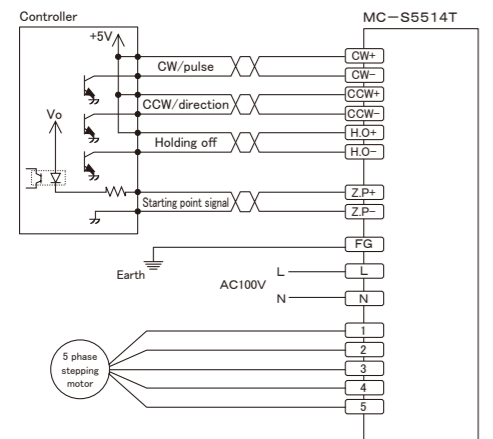 Controller
MC-S5514T
+5V
CW+
CW/pulse
CW-
CCW+
CCW/direction
CCW-
Vo
H.O+
Holding off
H.O-
Z.P+
Starting point signal
Z.P-
FG
Earth
L
L
AC100V
N
N
1
2
3
4
5
5 phase
stepping
motor